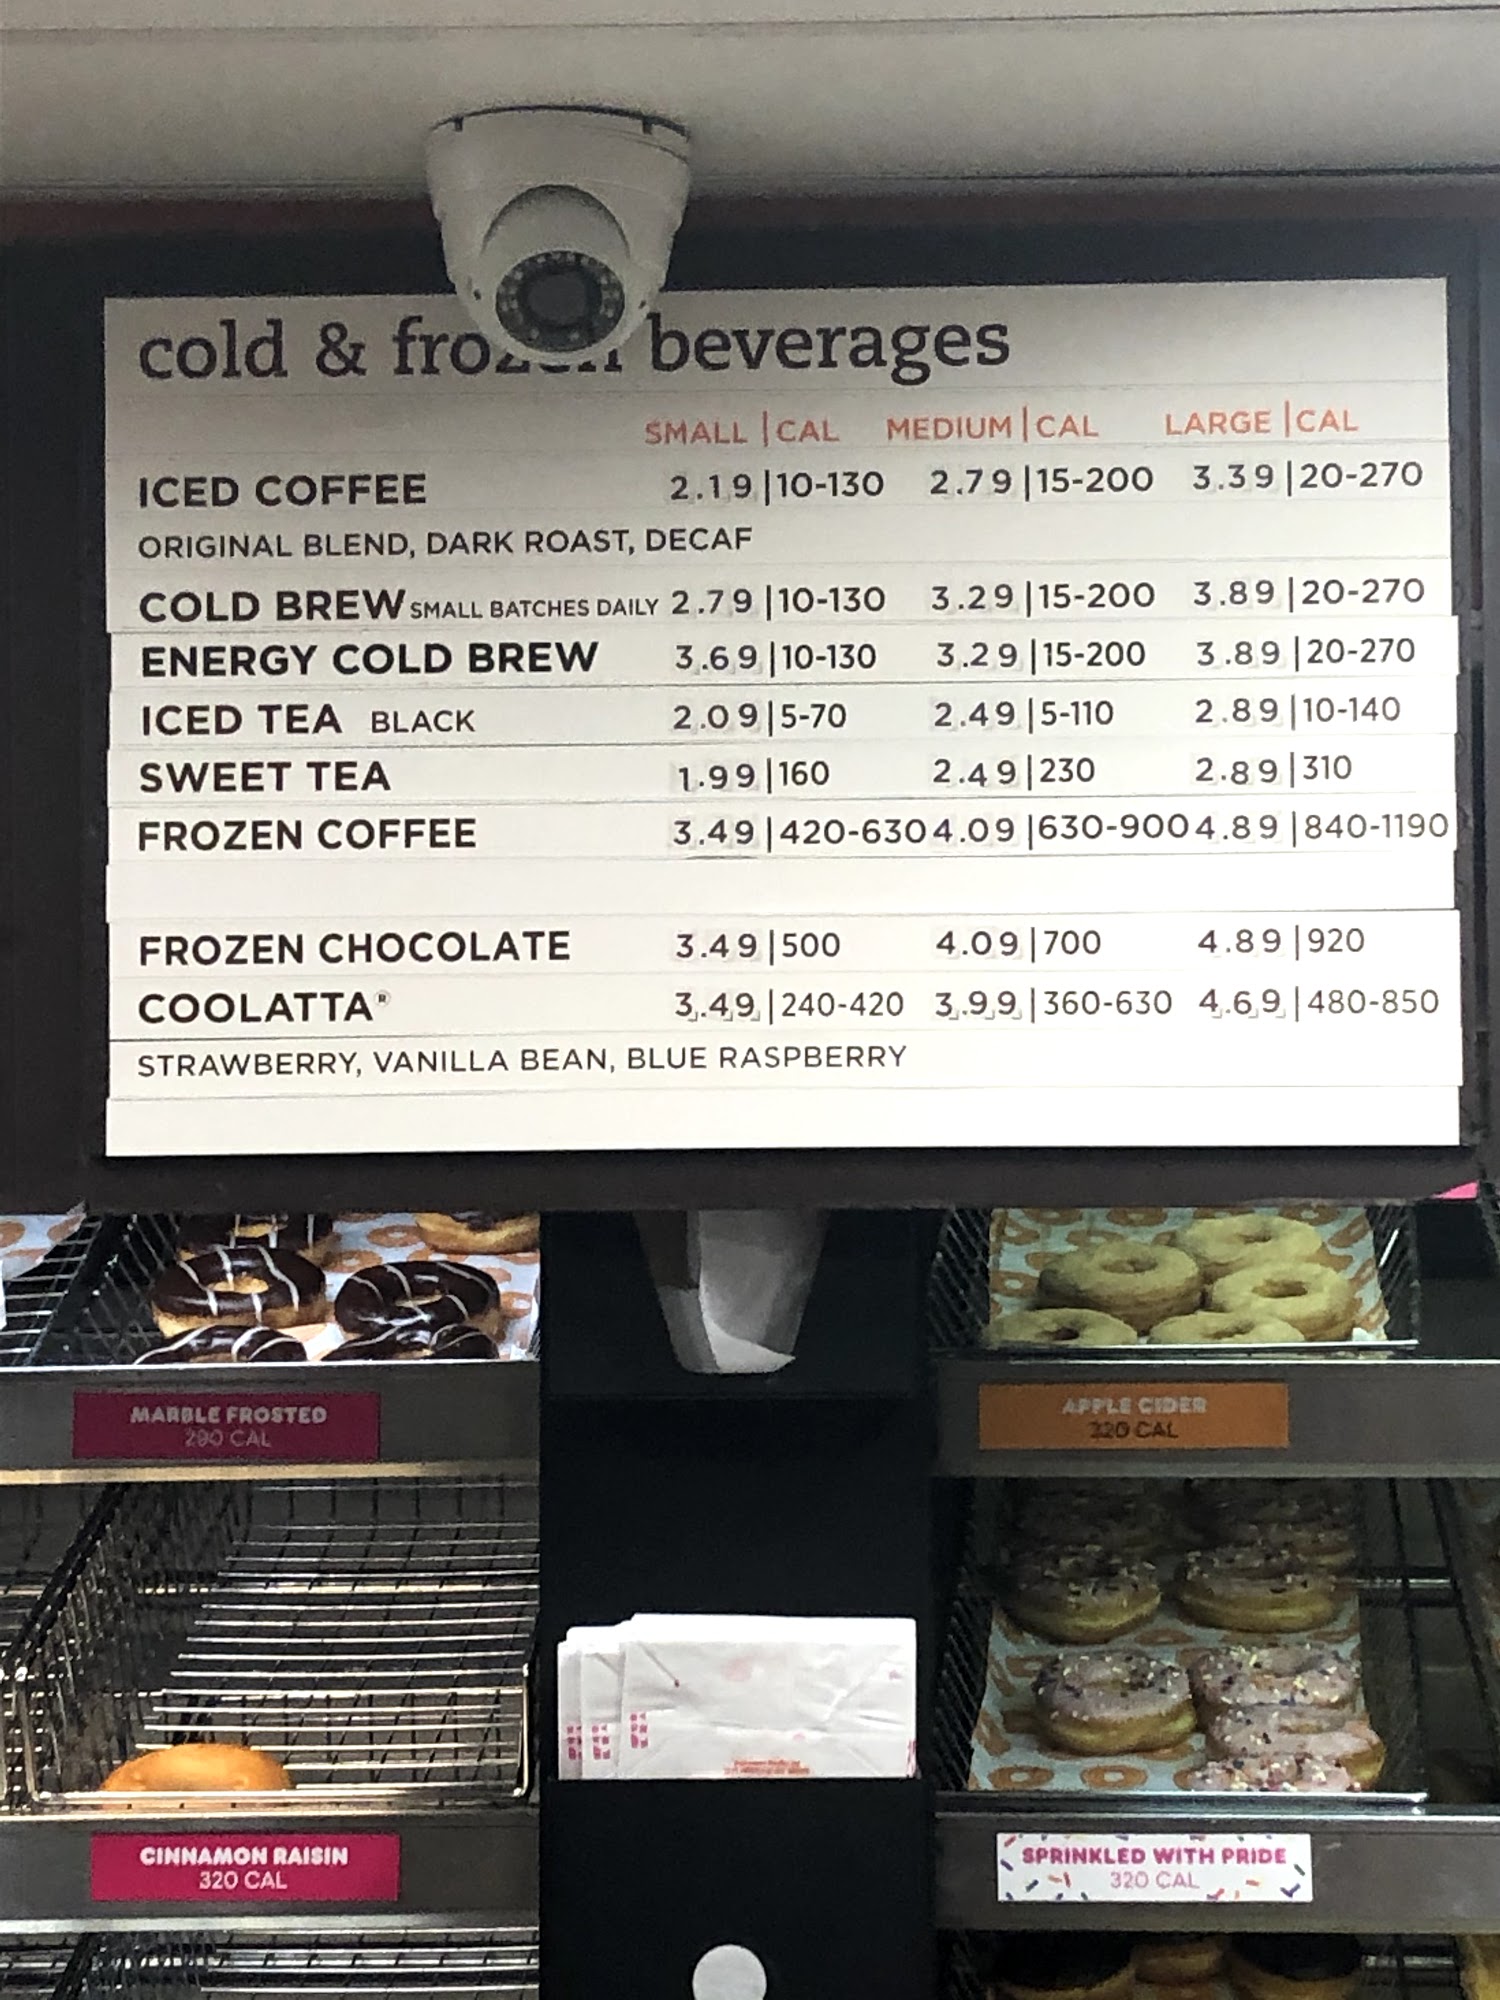 cold & frozen beverages
SMALL | CAL MEDIUM | CAL LARGE | CAL
ICED COFFEE 2.19 | 10-130 2.79 | 15-200 3.39 | 20-270
ORIGINAL BLEND, DARK ROAST, DECAF
COLD BREW SMALL BATCHES DAILY 2.79 | 10-130 3.29 | 15-200 3.89 | 20-270
ENERGY COLD BREW 3.69 | 10-130 3.29 | 15-200 3.89 | 20-270
ICED TEA BLACK 2.09 | 5-70 2.49 | 5-110 2.89 | 10-140
SWEET TEA 1.99 | 160 2.49 | 230 2.89 | 310
FROZEN COFFEE 3.49 | 420-630 4.09 | 630-900 4.89 | 840-1190
FROZEN CHOCOLATE 3.49 | 500 4.09 | 700 4.89 | 920
COOLATTA® 3.49 | 240-420 3.99 | 360-630 4.69 | 480-850
STRAWBERRY, VANILLA BEAN, BLUE RASPBERRY
MARBLE FROSTED
290 CAL
APPLE CIDER
320 CAL
CINNAMON RAISIN
320 CAL
SPRINKLED WITH PRIDE
320 CAL